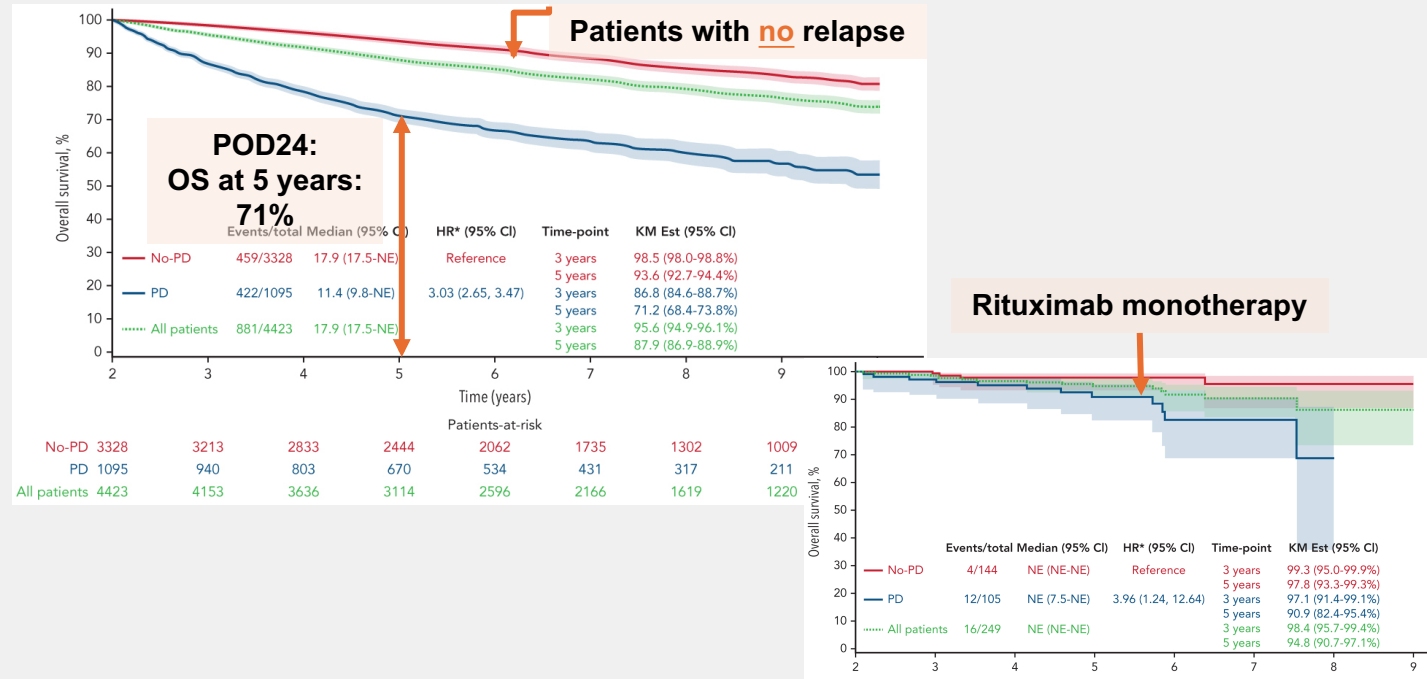 Patients with no relapse
POD24:
OS at 5 years:
71%
Overall survival, %
100
90
80
70
60
50
40
30
20
10
0
Events/total Median (95% CI) HR* (95% CI) Time-point KM Est (95% CI)
No-PD 459/3328 17.9 (17.5-NE) Reference 3 years 98.5 (98.0-98.8%)
5 years 93.6 (92.7-94.4%)
PD 422/1095 11.4 (9.8-NE) 3.03 (2.65, 3.47) 3 years 86.8 (84.6-88.7%)
5 years 71.2 (68.4-73.8%)
All patients 881/4423 17.9 (17.5-NE) 3 years 95.6 (94.9-96.1%)
5 years 87.9 (86.9-88.9%)
2 3 4 5 6 7 8 9
Time (years)
Patients-at-risk
No-PD 3328 3213 2833 2444 2062 1735 1302 1009
PD 1095 940 803 670 534 431 317 211
All patients 4423 4153 3636 3114 2596 2166 1619 1220
Rituximab monotherapy
Overall survival, %
100
90
80
70
60
50
40
30
20
10
0
Events/total Median (95% CI) HR* (95% CI) Time-point KM Est (95% CI)
No-PD 4/144 NE (NE-NE) Reference 3 years 99.3 (95.0-99.9%)
5 years 97.8 (93.3-99.3%)
PD 12/105 NE (7.5-NE) 3.96 (1.24, 12.64) 3 years 97.1 (91.4-99.1%)
5 years 90.9 (82.4-95.4%)
All patients 16/249 NE (NE-NE) 3 years 98.4 (95.7-99.4%)
5 years 94.8 (90.7-97.1%)
2 3 4 5 6 7 8 9